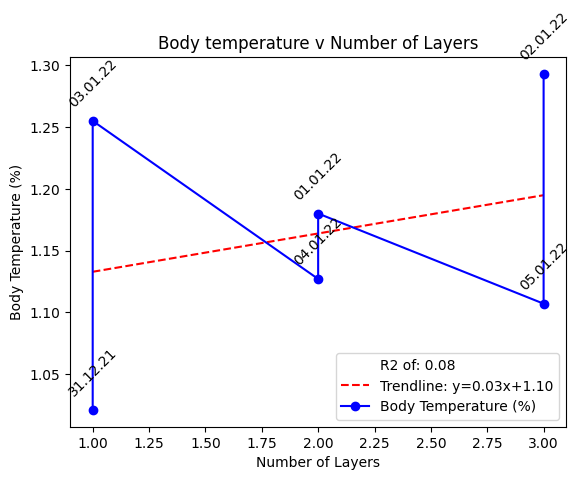 Body temperature v Number of Layers
02.01.22
03.01.22
01.01.22
04.01.22
05.01.22
31.12.21
1.30
1.25
1.20
1.15
1.10
1.05
Body Temperature (%)
R2 of: 0.08
Trendline: y=0.03x+1.10
Body Temperature (%)
1.00 1.25 1.50 1.75 2.00 2.25 2.50 2.75 3.00
Number of Layers